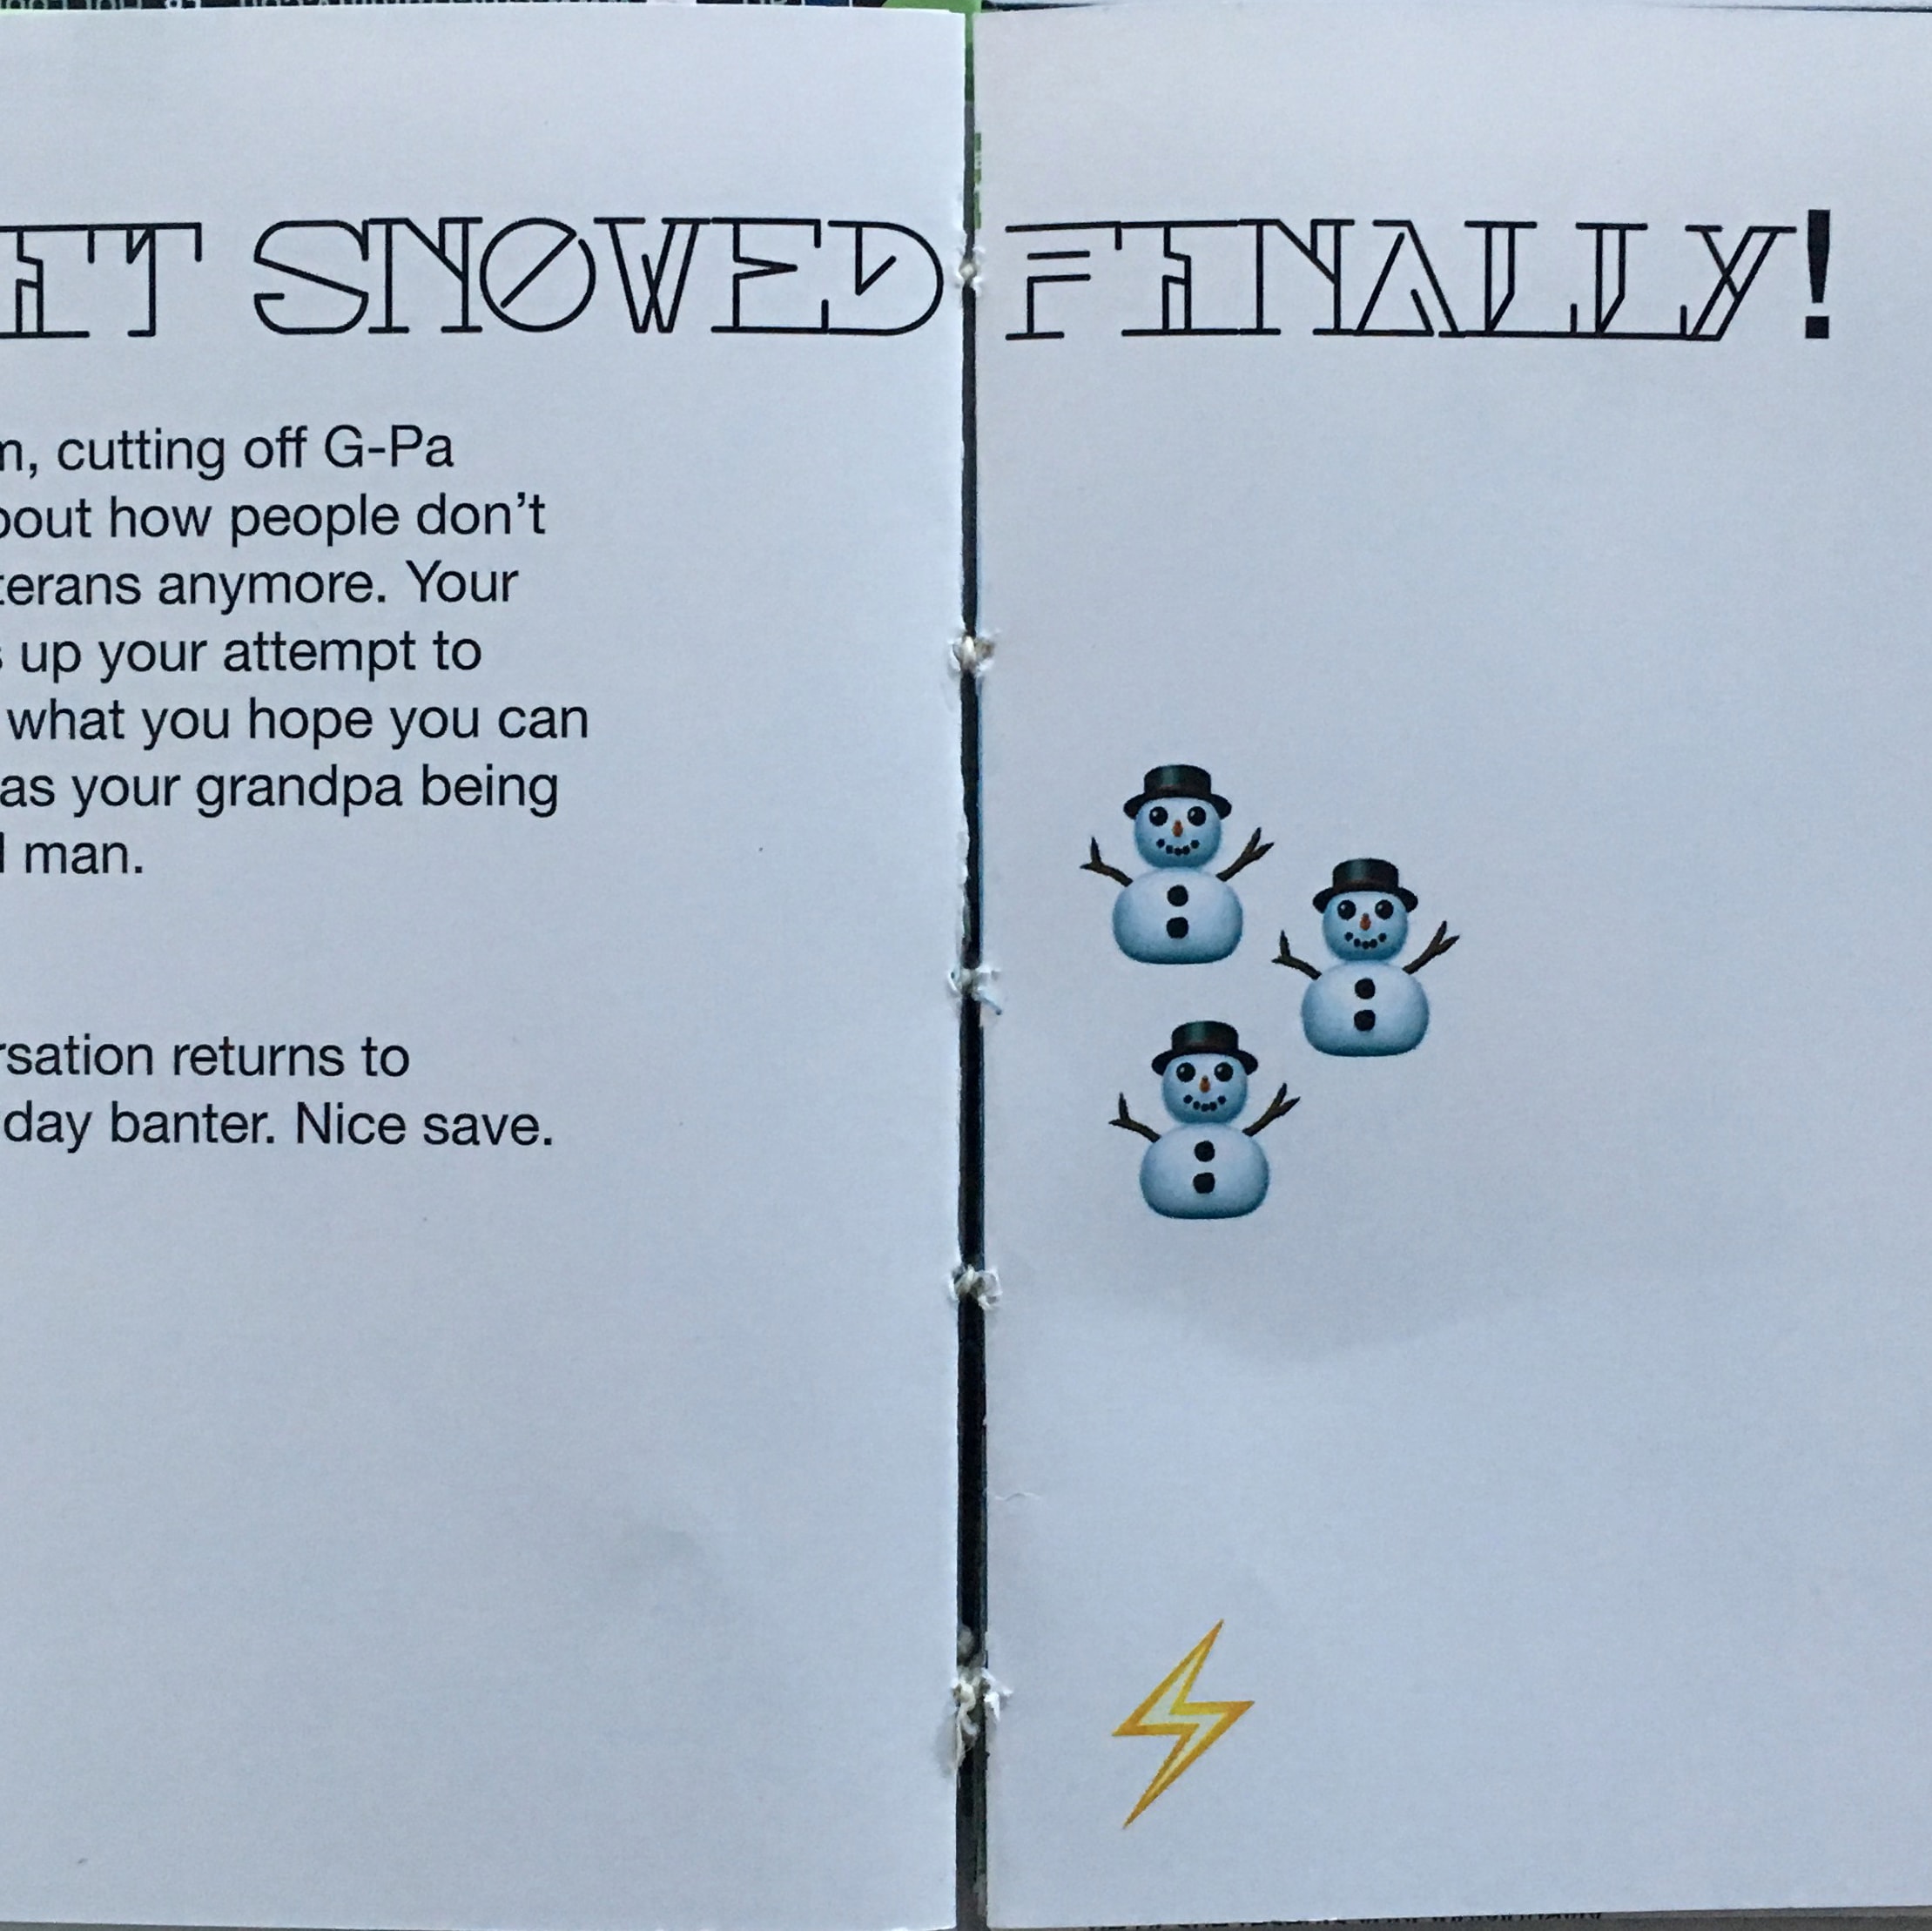 IT SNOWED FINALLY!
n, cutting off G-Pa
bout how people don’t
terans anymore. Your
s up your attempt to
what you hope you can
as your grandpa being
man.
rsation returns to
day banter. Nice save.